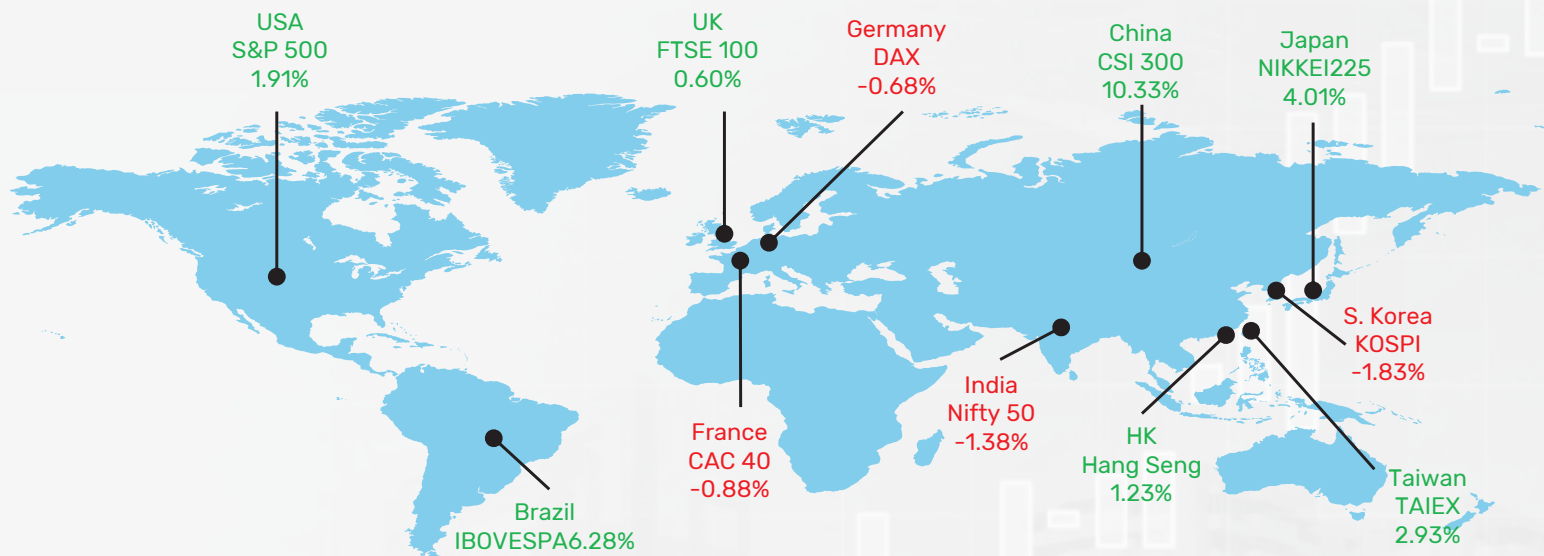 USA
S&P 500
1.91%
UK
FTSE 100
0.60%
Germany
DAX
-0.68%
China
CSI 300
10.33%
Japan
NIKKEI225
4.01%
S. Korea
KOSPI
-1.83%
India
Nifty 50
-1.38%
France
CAC 40
-0.88%
HK
Hang Seng
1.23%
Taiwan
TAIEX
2.93%
Brazil
IBOVESPA6.28%